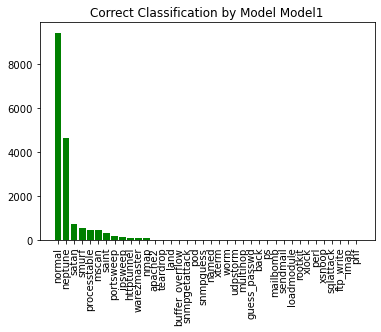 Correct Classification by Model Model1
8000
6000
4000
2000
0
normal
neptune
satan
smurf
processtable
mscan
saint
portsweep
ipsweep
httptunnel
warezmaster
nmap
apache2
teardrop
land
buffer_overflow
snmpgetattack
pod
snmpguess
named
xterm
worm
udpstorm
multihop
guess_passwd
back
ps
mailbomb
sendmail
loadmodule
rootkit
xlock
perl
xsnoop
sqlattack
ftp_write
imap
phf